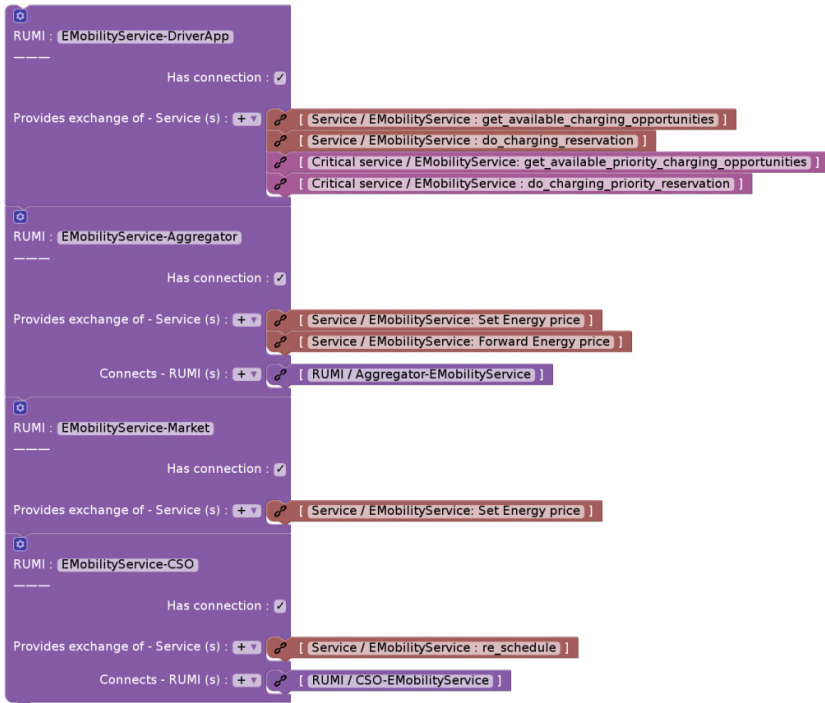 RUMI : EMobilityService-DriverApp
———
Has connection : ✓
Provides exchange of - Service (s) : + ▾ [ Service / EMobilityService : get_available_charging_opportunities ]
[ Service / EMobilityService : do_charging_reservation ]
[ Critical service / EMobilityService: get_available_priority_charging_opportunities ]
[ Critical service / EMobilityService : do_charging_priority_reservation ]
RUMI : EMobilityService-Aggregator
———
Has connection : ✓
Provides exchange of - Service (s) : + ▾ [ Service / EMobilityService: Set Energy price ]
[ Service / EMobilityService: Forward Energy price ]
Connects - RUMI (s) : + ▾ [ RUMI / Aggregator-EMobilityService ]
RUMI : EMobilityService-Market
———
Has connection : ✓
Provides exchange of - Service (s) : + ▾ [ Service / EMobilityService: Set Energy price ]
RUMI : EMobilityService-CSO
———
Has connection : ✓
Provides exchange of - Service (s) : + ▾ [ Service / EMobilityService : re_schedule ]
Connects - RUMI (s) : + ▾ [ RUMI / CSO-EMobilityService ]